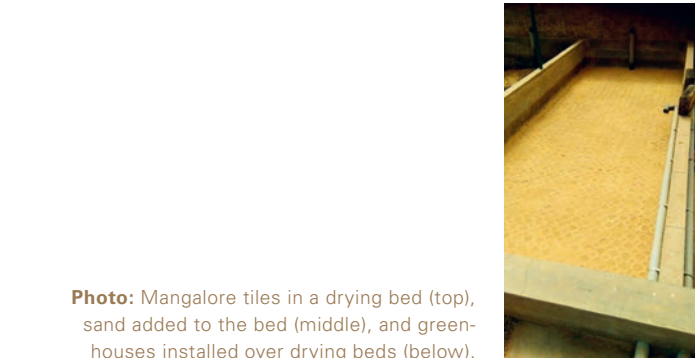 Photo: Mangalore tiles in a drying bed (top),
sand added to the bed (middle), and green-
houses installed over drying beds (below).